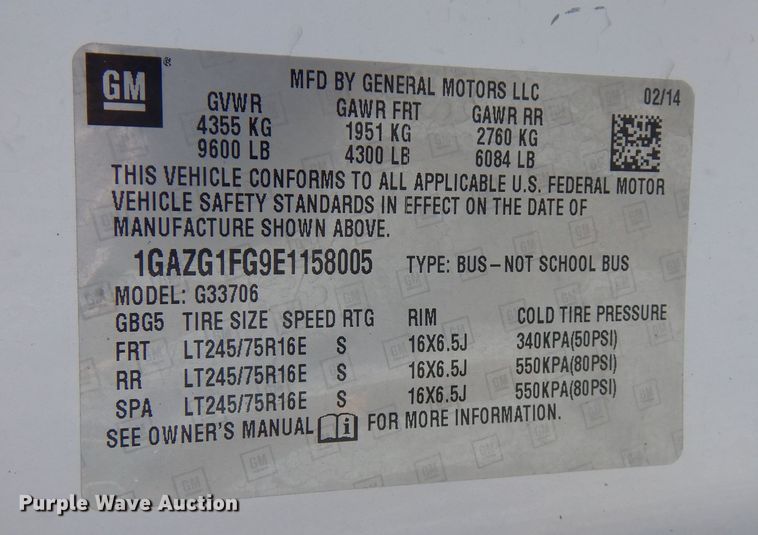 GM ®
MFD BY GENERAL MOTORS LLC 02/14
GVWR GAWR FRT GAWR RR
4355 KG 1951 KG 2760 KG
9600 LB 4300 LB 6084 LB
THIS VEHICLE CONFORMS TO ALL APPLICABLE U.S. FEDERAL MOTOR
VEHICLE SAFETY STANDARDS IN EFFECT ON THE DATE OF
MANUFACTURE SHOWN ABOVE.
1GAZG1FG9E1158005 TYPE: BUS-NOT SCHOOL BUS
MODEL: G33706
GBG5 TIRE SIZE SPEED RTG RIM COLD TIRE PRESSURE
FRT LT245/75R16E S 16X6.5J 340KPA(50PSI)
RR LT245/75R16E S 16X6.5J 550KPA(80PSI)
SPA LT245/75R16E S 16X6.5J 550KPA(80PSI)
SEE OWNER'S MANUAL i FOR MORE INFORMATION.
Purple Wave Auction